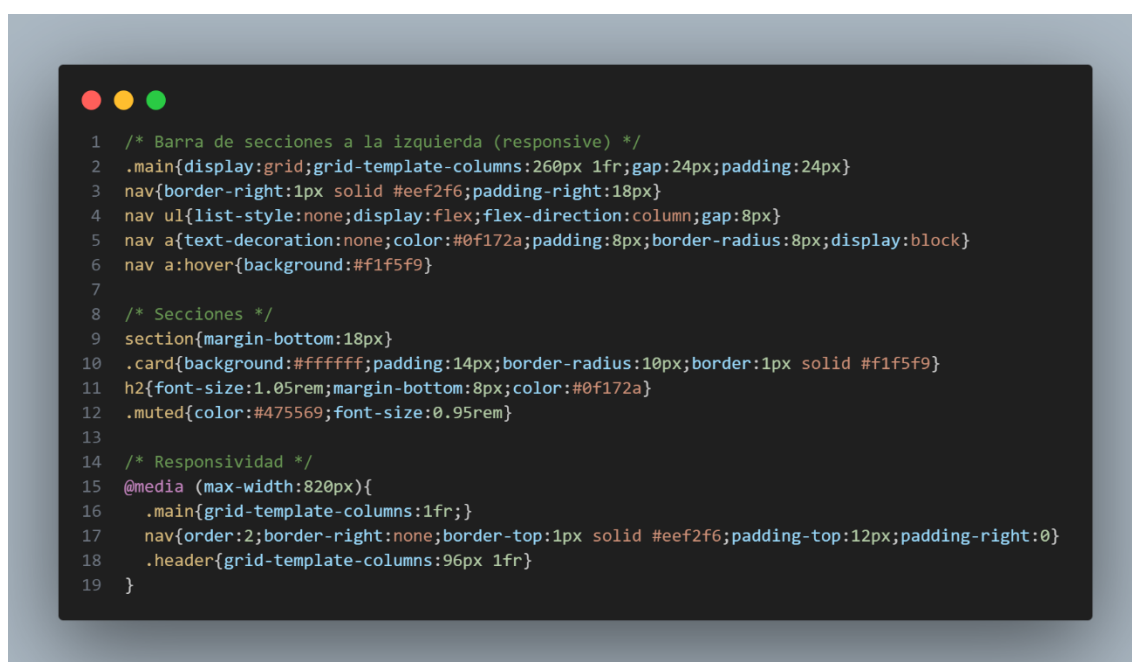 1 /* Barra de secciones a la izquierda (responsive) */
2 .main{display:grid;grid-template-columns:260px 1fr;gap:24px;padding:24px}
3 nav{border-right:1px solid #eef2f6;padding-right:18px}
4 nav ul{list-style:none;display:flex;flex-direction:column;gap:8px}
5 nav a{text-decoration:none;color:#0f172a;padding:8px;border-radius:8px;display:block}
6 nav a:hover{background:#f1f5f9}
7
8 /* Secciones */
9 section{margin-bottom:18px}
10 .card{background:#ffffff;padding:14px;border-radius:10px;border:1px solid #f1f5f9}
11 h2{font-size:1.05rem;margin-bottom:8px;color:#0f172a}
12 .muted{color:#475569;font-size:0.95rem}
13
14 /* Responsividad */
15 @media (max-width:820px){
16   .main{grid-template-columns:1fr;}
17   nav{order:2;border-right:none;border-top:1px solid #eef2f6;padding-top:12px;padding-right:0}
18   .header{grid-template-columns:96px 1fr}
19 }